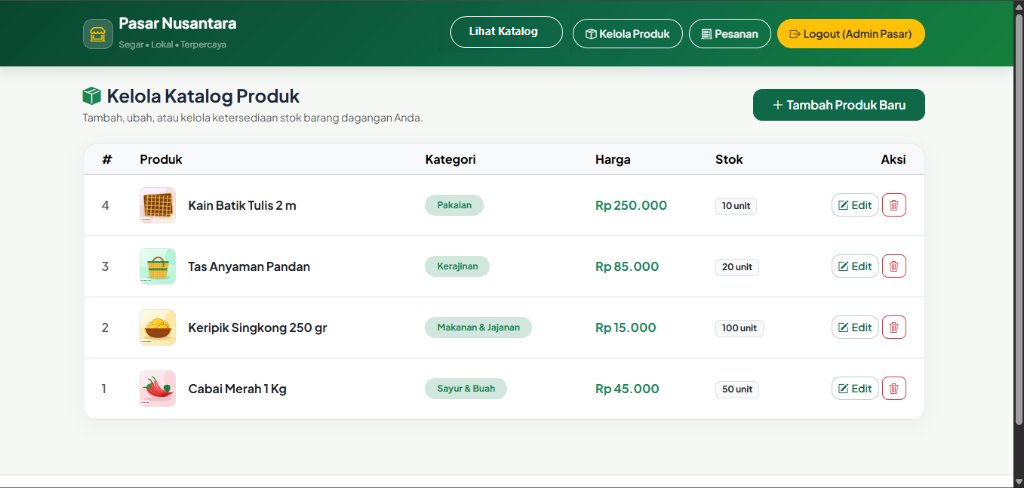 Pasar Nusantara
Segar • Lokal • Terpercaya
Lihat Katalog
Kelola Produk
Pesanan
Logout (Admin Pasar)
Kelola Katalog Produk
Tambah, ubah, atau kelola ketersediaan stok barang dagangan Anda.
+ Tambah Produk Baru
# Produk Kategori Harga Stok Aksi
4 Kain Batik Tulis 2 m Pakaian Rp 250.000 10 unit Edit
3 Tas Anyaman Pandan Kerajinan Rp 85.000 20 unit Edit
2 Keripik Singkong 250 gr Makanan & Jajanan Rp 15.000 100 unit Edit
1 Cabai Merah 1 Kg Sayur & Buah Rp 45.000 50 unit Edit